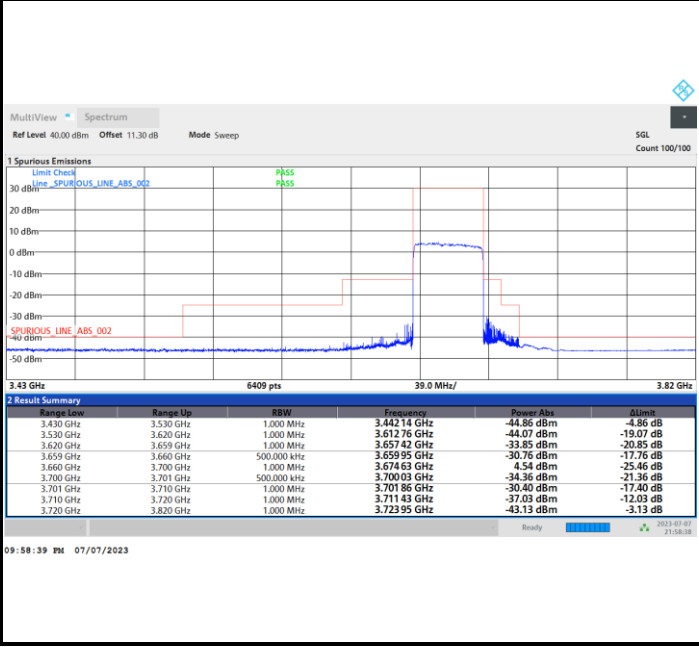 MultiView Spectrum
Ref Level 40.00 dBm Offset 11.30 dB Mode Sweep SGL
Count 100/100
1 Spurious Emissions
Limit Check PASS
Line _SPURIOUS_LINE_ABS_002 PASS
30 dBm
20 dBm
10 dBm
0 dBm
-10 dBm
-20 dBm
-30 dBm
SPURIOUS_LINE_ABS_002
-40 dBm
-50 dBm
3.43 GHz 6409 pts 39.0 MHz/ 3.82 GHz
2 Result Summary
Range Low Range Up RBW Frequency Power Abs ΔLimit
3.430 GHz 3.530 GHz 1.000 MHz 3.442 14 GHz -44.86 dBm -4.86 dB
3.530 GHz 3.620 GHz 1.000 MHz 3.612 76 GHz -44.07 dBm -19.07 dB
3.620 GHz 3.659 GHz 1.000 MHz 3.657 42 GHz -33.85 dBm -20.85 dB
3.659 GHz 3.660 GHz 500.000 kHz 3.659 95 GHz -30.76 dBm -17.76 dB
3.660 GHz 3.700 GHz 1.000 MHz 3.674 63 GHz 4.54 dBm -25.46 dB
3.700 GHz 3.701 GHz 500.000 kHz 3.700 03 GHz -34.36 dBm -21.36 dB
3.701 GHz 3.710 GHz 1.000 MHz 3.701 86 GHz -30.40 dBm -17.40 dB
3.710 GHz 3.720 GHz 1.000 MHz 3.711 43 GHz -37.03 dBm -12.03 dB
3.720 GHz 3.820 GHz 1.000 MHz 3.723 95 GHz -43.13 dBm -3.13 dB
Ready 2023-07-07
21:58:38
09:58:39 PM 07/07/2023